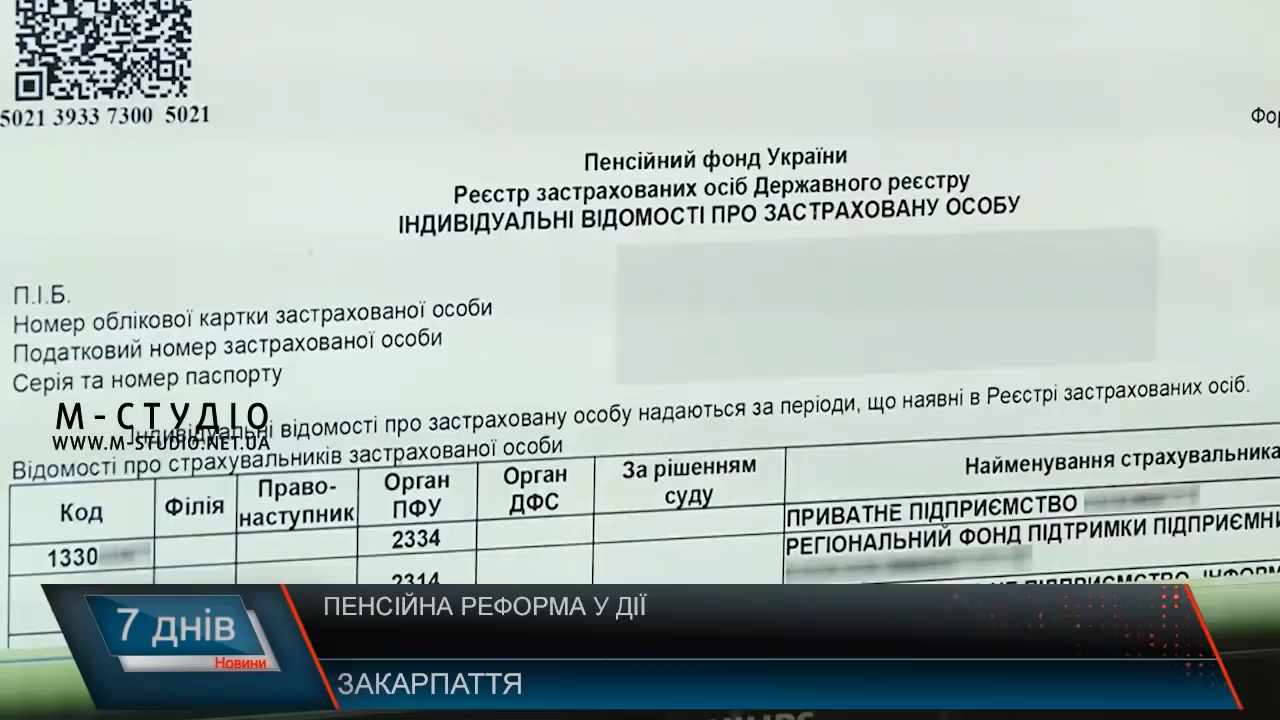 5021 3933 7300 5021
Пенсійний фонд України
Реєстр застрахованих осіб Державного реєстру
ІНДИВІДУАЛЬНІ ВІДОМОСТІ ПРО ЗАСТРАХОВАНУ ОСОБУ
П.І.Б.
Номер облікової картки застрахованої особи
Податковий номер застрахованої особи
Серія та номер паспорту
М-СТУДІО
WWW.M-STUDIO.NET.UA
Індивідуальні відомості про застраховану особу надаються за періоди, що наявні в Реєстрі застрахованих осіб.
Відомості про страхувальників застрахованої особи
Код Філія Право-наступник Орган ПФУ Орган ДФС За рішенням суду Найменування страхувальника
1330 2334 ПРИВАТНЕ ПІДПРИЄМСТВО
2314 РЕГІОНАЛЬНИЙ ФОНД ПІДТРИМКИ
7 днів
Новини
ПЕНСІЙНА РЕФОРМА У ДІЇ
ЗАКАРПАТТЯ